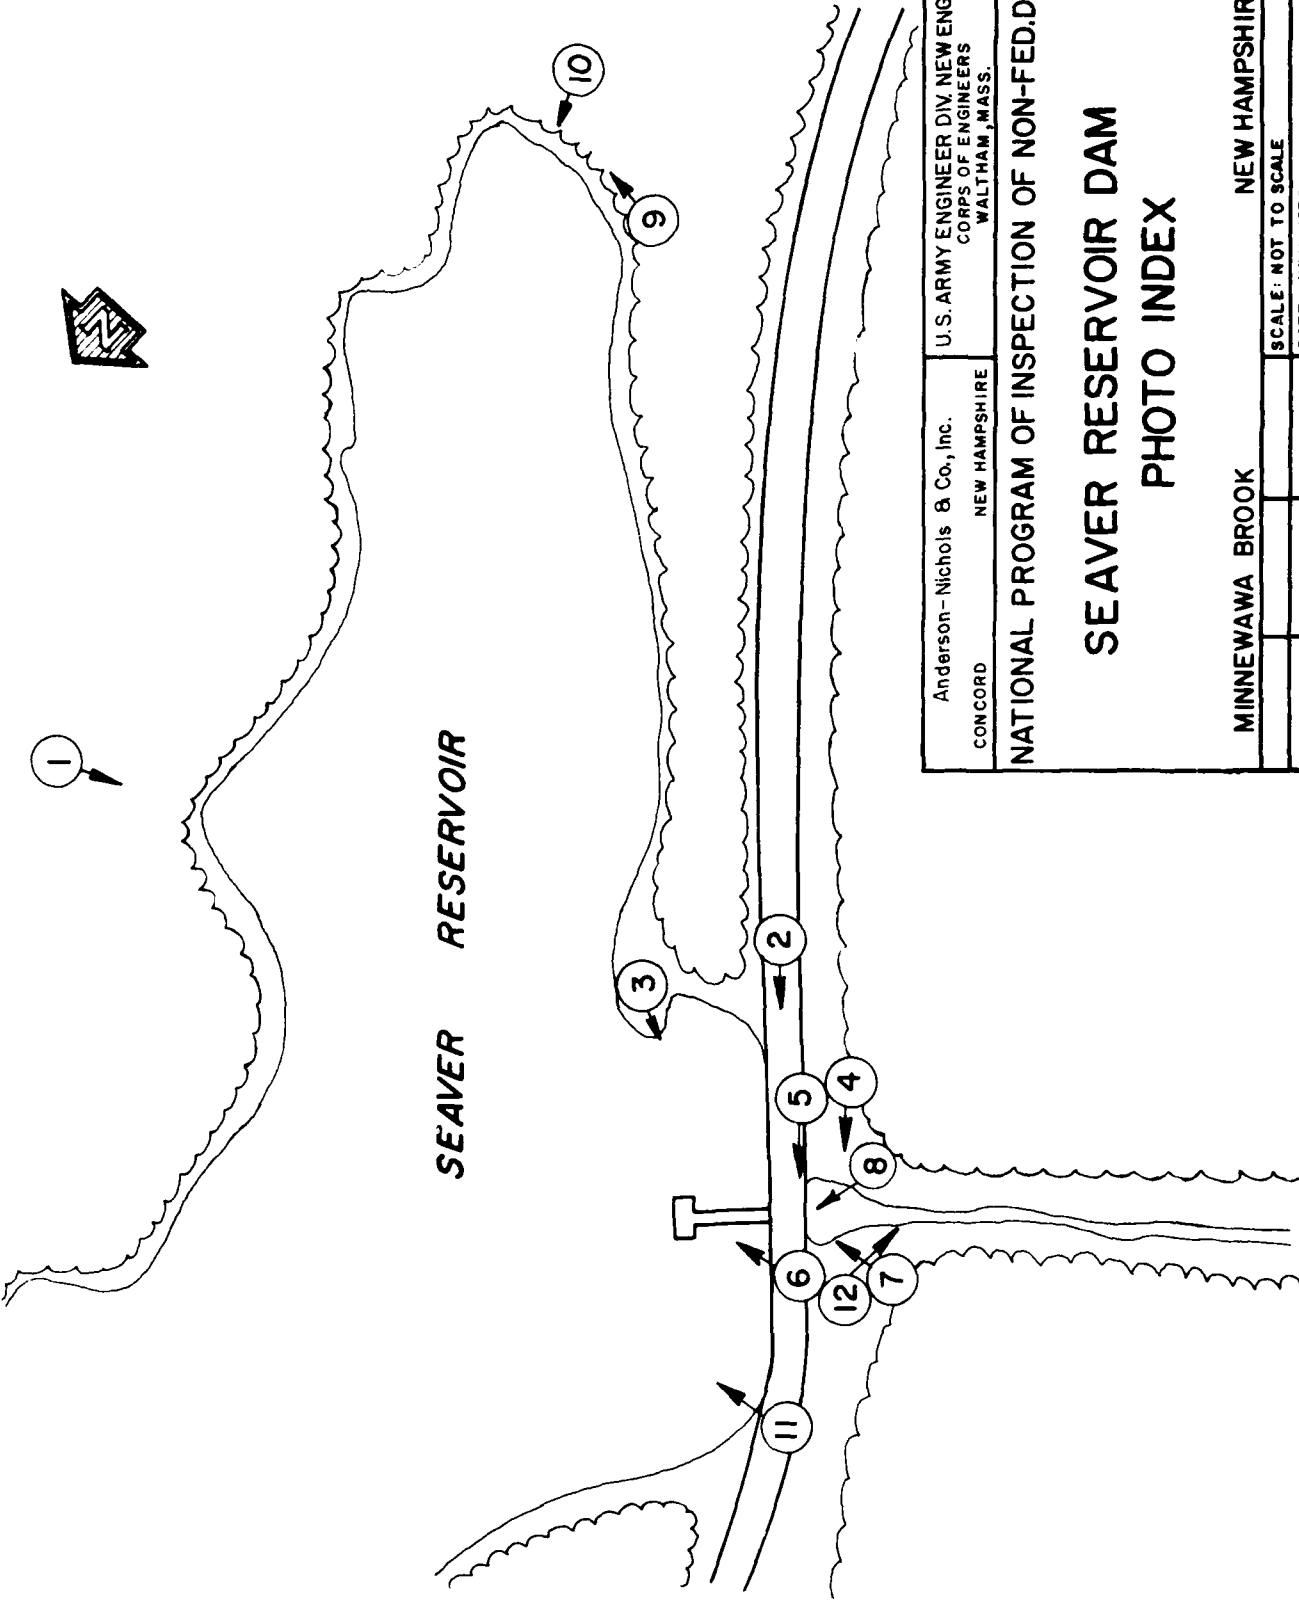 N
1
10
9
SEAVER RESERVOIR
3
2
5
4
8
6
12
7
11
Anderson-Nichols & Co., Inc.
CONCORD NEW HAMPSHIRE
U.S. ARMY ENGINEER DIV. NEW ENG
CORPS OF ENGINEERS
WALTHAM, MASS.
NATIONAL PROGRAM OF INSPECTION OF NON-FED. D
SEAVER RESERVOIR DAM
PHOTO INDEX
MINNEWAWA BROOK NEW HAMPSHIR
SCALE: NOT TO SCALE